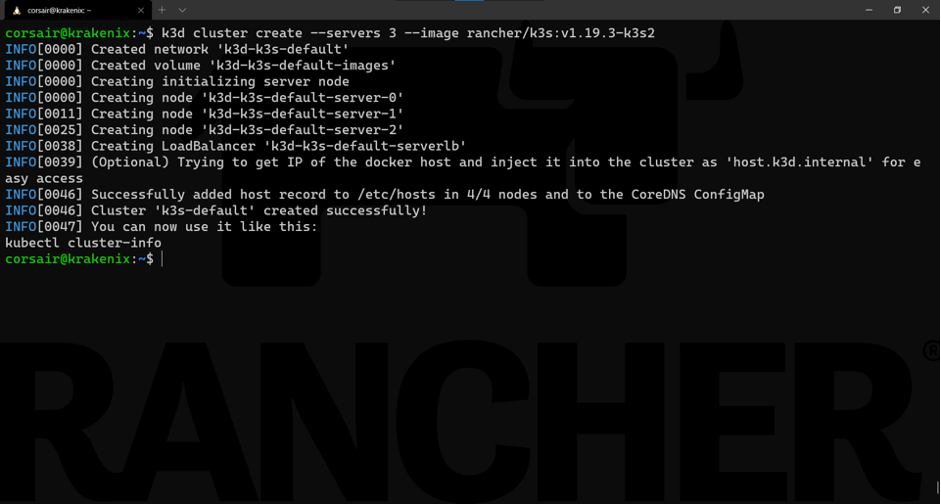 corsair@krakenix: ~
corsair@krakenix:~$ k3d cluster create --servers 3 --image rancher/k3s:v1.19.3-k3s2
INFO[0000] Created network 'k3d-k3s-default'
INFO[0000] Created volume 'k3d-k3s-default-images'
INFO[0000] Creating initializing server node
INFO[0000] Creating node 'k3d-k3s-default-server-0'
INFO[0011] Creating node 'k3d-k3s-default-server-1'
INFO[0025] Creating node 'k3d-k3s-default-server-2'
INFO[0038] Creating LoadBalancer 'k3d-k3s-default-serverlb'
INFO[0039] (Optional) Trying to get IP of the docker host and inject it into the cluster as 'host.k3d.internal' for e
asy access
INFO[0046] Successfully added host record to /etc/hosts in 4/4 nodes and to the CoreDNS ConfigMap
INFO[0046] Cluster 'k3s-default' created successfully!
INFO[0047] You can now use it like this:
kubectl cluster-info
corsair@krakenix:~$
RANCHER®